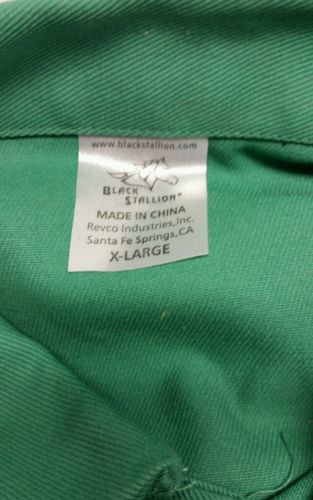 www.blackstallion.com
BLACK
STALLION®
MADE IN CHINA
Revco Industries,Inc.
Santa Fe Springs,CA
X-LARGE